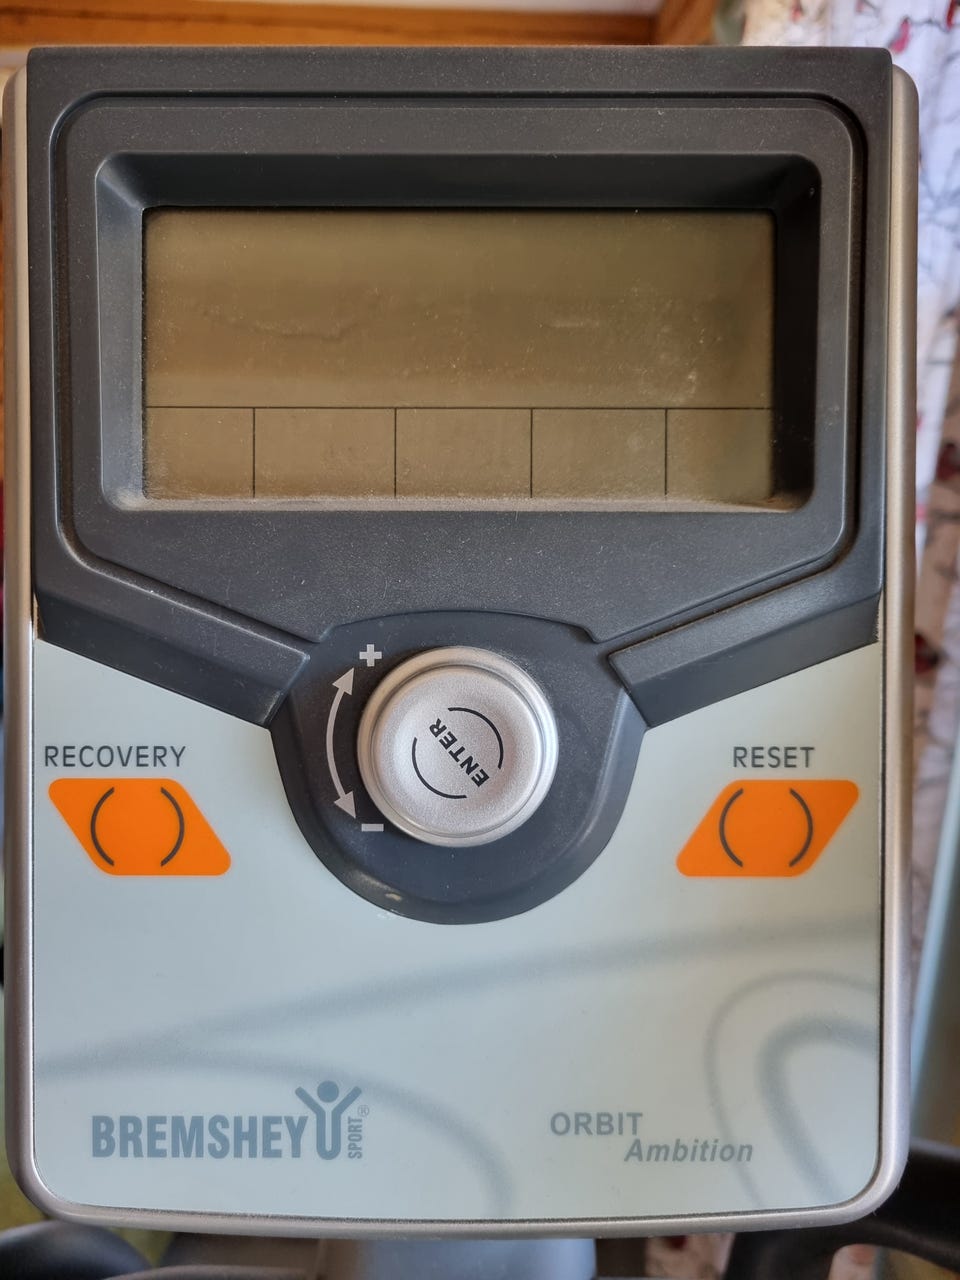 +
ENTER
–
RECOVERY
RESET
BREMSHEY SPORT®
ORBIT
Ambition